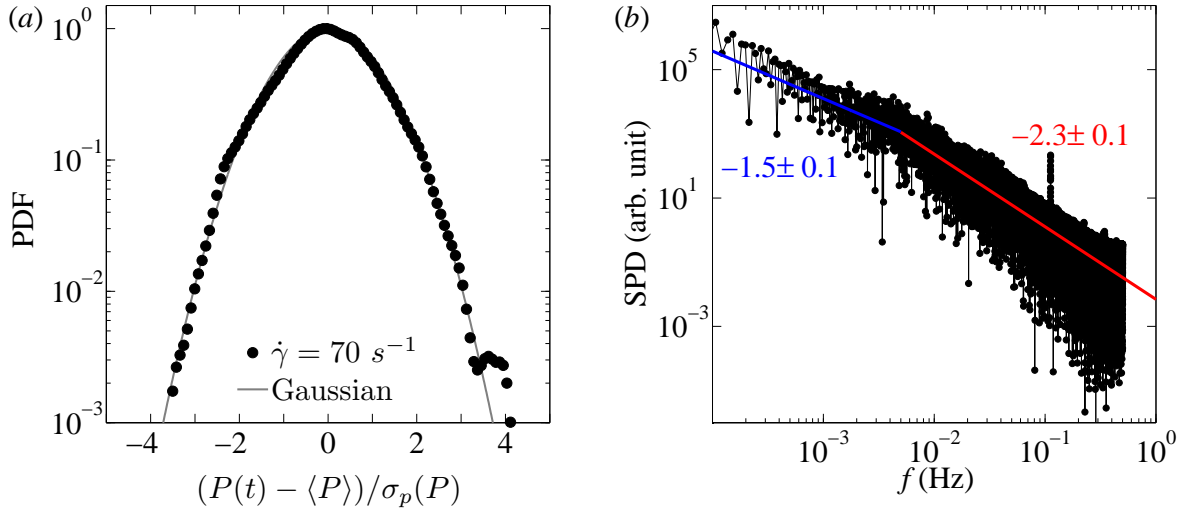 (a)
PDF
10^0
10^−1
10^−2
10^−3
γ̇ = 70 s^−1
Gaussian
−4 −2 0 2 4
(P(t) − ⟨P⟩)/σ_p(P)
(b)
SPD (arb. unit)
10^5
10^1
10^−3
−1.5± 0.1
−2.3± 0.1
10^−3 10^−2 10^−1 10^0
f (Hz)